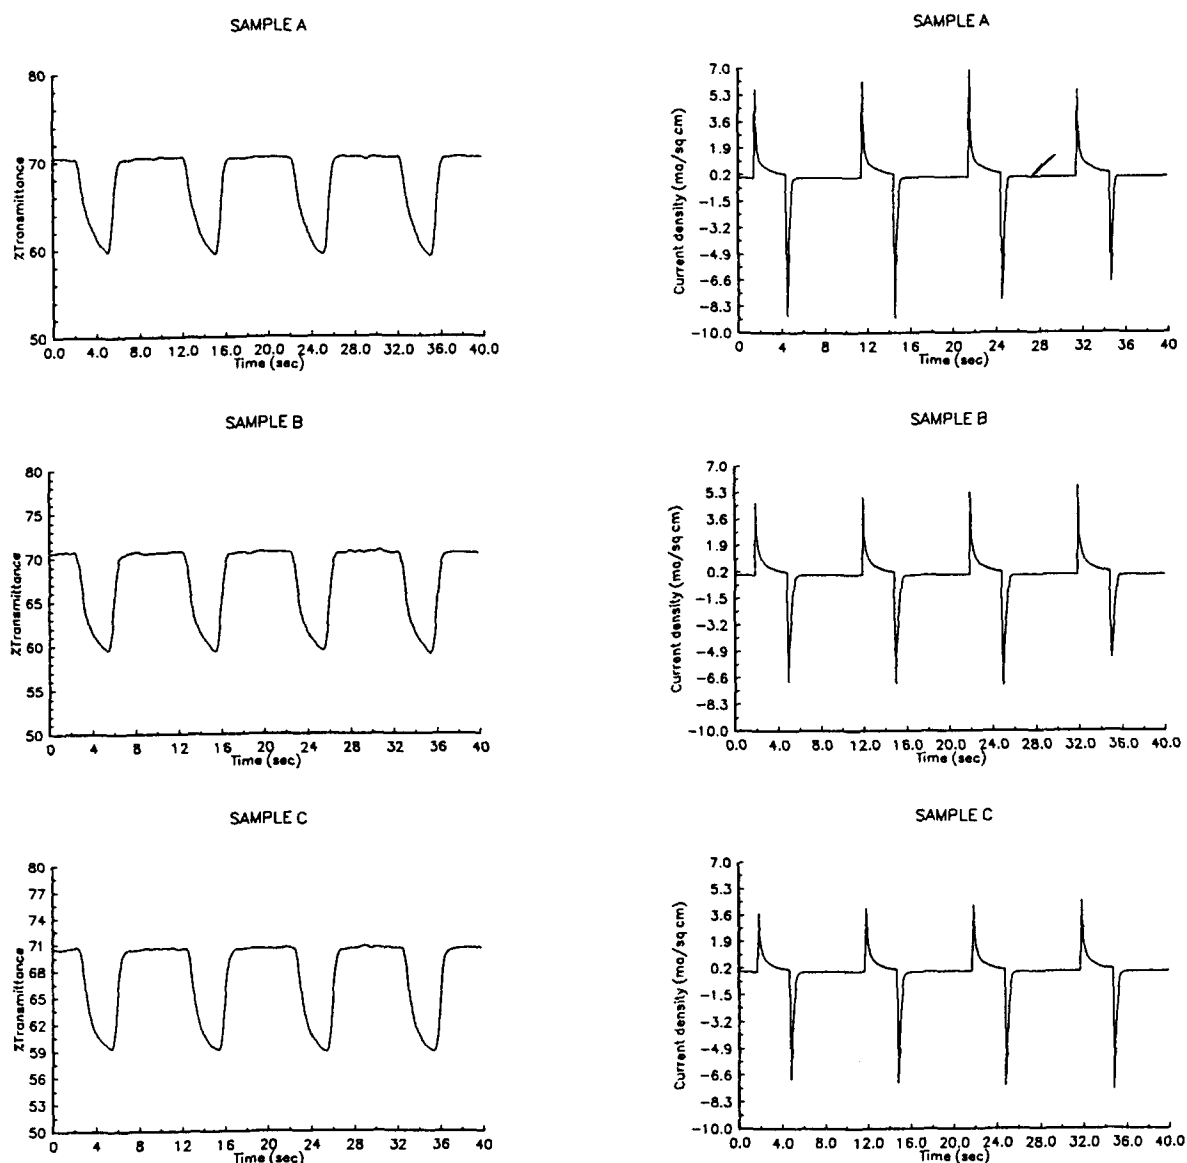 SAMPLE A
80
70
60
50
%Transmittance
0.0 4.0 8.0 12.0 16.0 20.0 24.0 28.0 32.0 36.0 40.0
Time (sec)
SAMPLE A
7.0
5.3
3.6
1.9
0.2
-1.5
-3.2
-4.9
-6.6
-8.3
-10.0
Current density (ma/sq cm)
0 4 8 12 16 20 24 28 32 36 40
Time (sec)
SAMPLE B
80
75
70
65
60
55
50
%Transmittance
0 4 8 12 16 20 24 28 32 36 40
Time (sec)
SAMPLE B
7.0
5.3
3.6
1.9
0.2
-1.5
-3.2
-4.9
-6.6
-8.3
-10.0
Current density (ma/sq cm)
0.0 4.0 8.0 12.0 16.0 20.0 24.0 28.0 32.0 36.0 40.0
Time (sec)
SAMPLE C
80
77
74
71
68
65
62
59
56
53
50
%Transmittance
0 4 8 12 16 20 24 28 32 36 40
Time (sec)
SAMPLE C
7.0
5.3
3.6
1.9
0.2
-1.5
-3.2
-4.9
-6.6
-8.3
-10.0
Current density (ma/sq cm)
0.0 4.0 8.0 12.0 16.0 20.0 24.0 28.0 32.0 36.0 40.0
Time (sec)